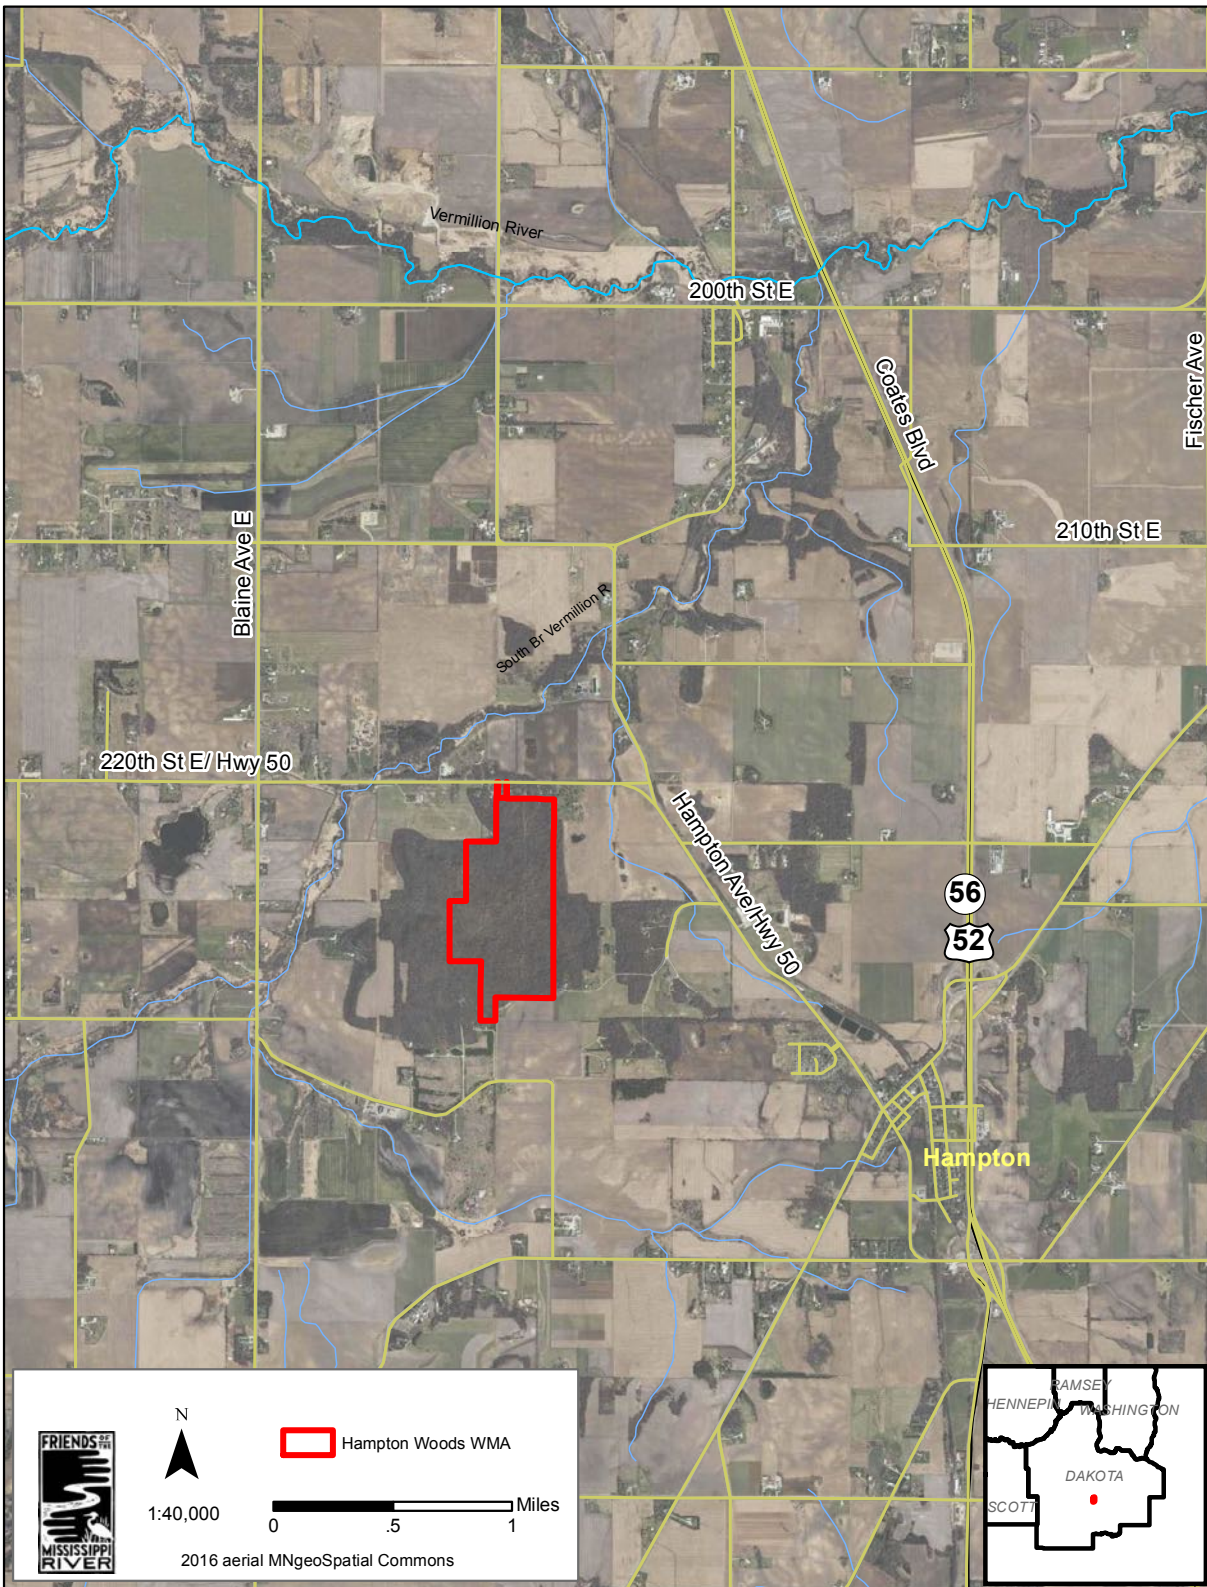 Vermillion River
200th St E
Coates Blvd
Fischer Ave
210th St E
Blaine Ave E
South Br Vermillion R
220th St E/ Hwy 50
Hampton Ave/Hwy 50
56
52
Hampton
FRIENDS OF THE
MISSISSIPPI
RIVER
N
1:40,000
Hampton Woods WMA
0 .5 1 Miles
2016 aerial MNgeoSpatial Commons
RAMSEY
HENNEPIN
WASHINGTON
DAKOTA
SCOTT